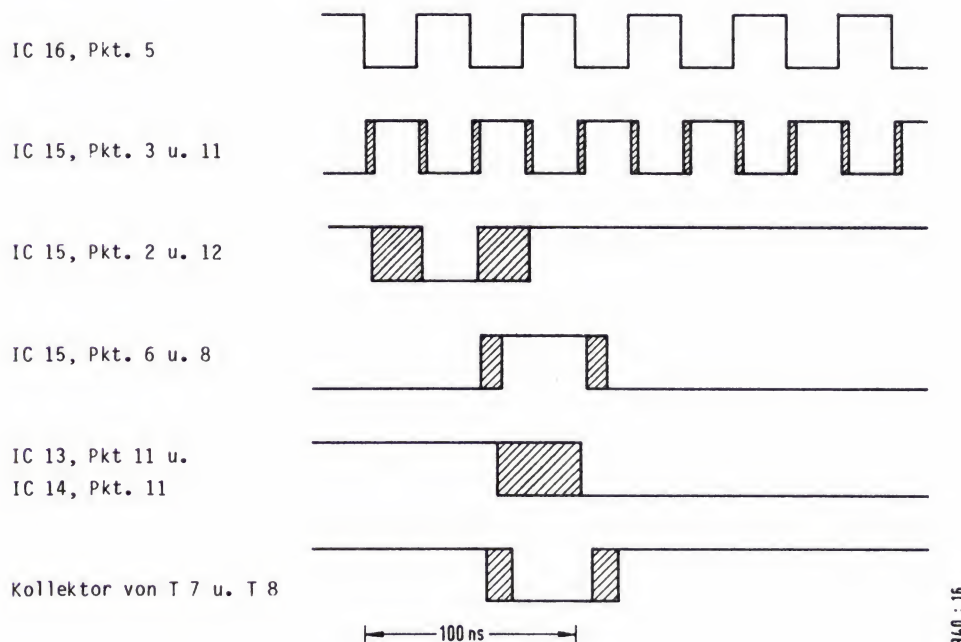 IC 16, Pkt. 5
IC 15, Pkt. 3 u. 11
IC 15, Pkt. 2 u. 12
IC 15, Pkt. 6 u. 8
IC 13, Pkt 11 u.
IC 14, Pkt. 11
Kollektor von T 7 u. T 8
100 ns